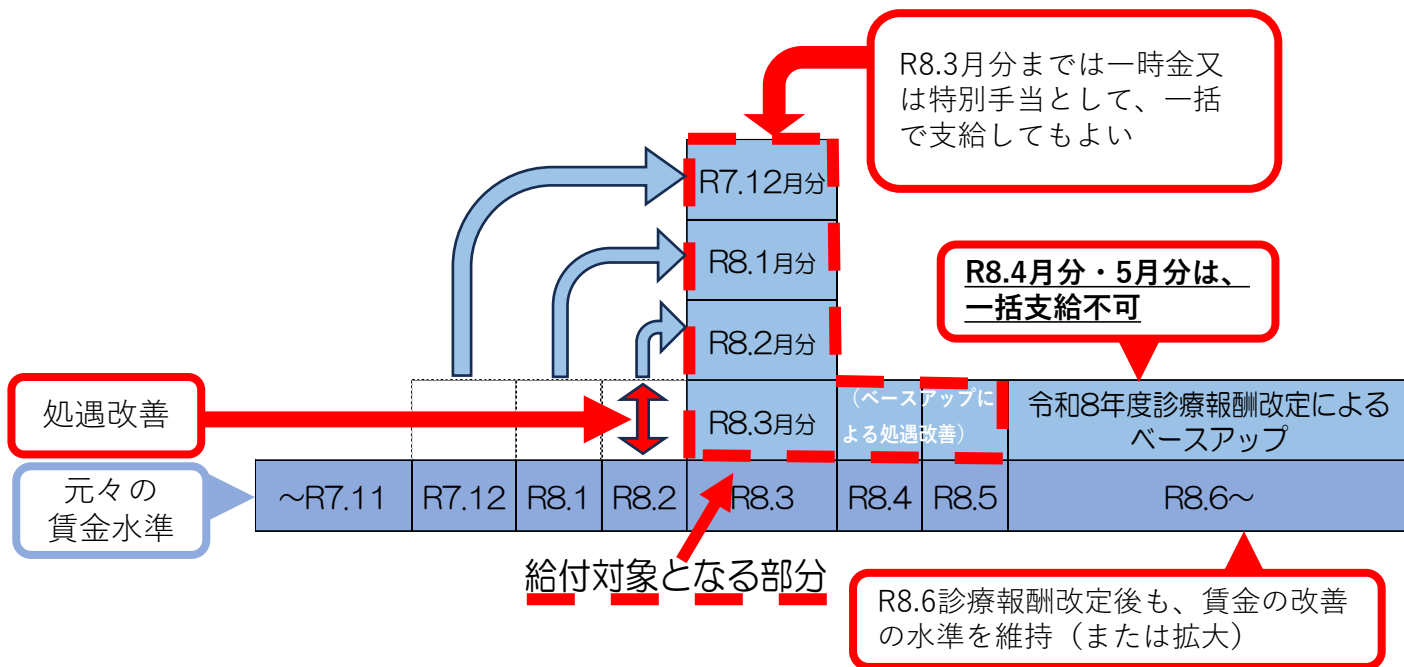 R8.3月分までは一時金又
は特別手当として、一括
で支給してもよい
R7.12月分
R8.1月分
R8.2月分
R8.3月分
R8.4月分・5月分は、
一括支給不可
処遇改善
（ベースアップに
よる処遇改善）
令和8年度診療報酬改定による
ベースアップ
元々の
賃金水準
～R7.11
R7.12
R8.1
R8.2
R8.3
R8.4
R8.5
R8.6～
給付対象となる部分
R8.6診療報酬改定後も、賃金の改善
の水準を維持（または拡大）